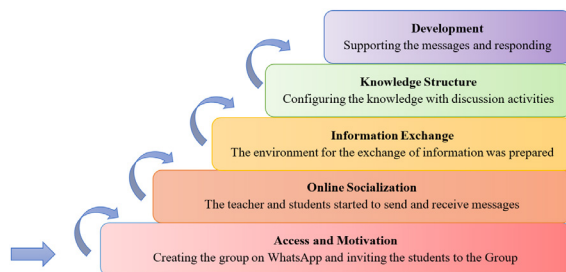 Development
Supporting the messages and responding
Knowledge Structure
Configuring the knowledge with discussion activities
Information Exchange
The environment for the exchange of information was prepared
Online Socialization
The teacher and students started to send and receive messages
Access and Motivation
Creating the group on WhatsApp and inviting the students to the Group